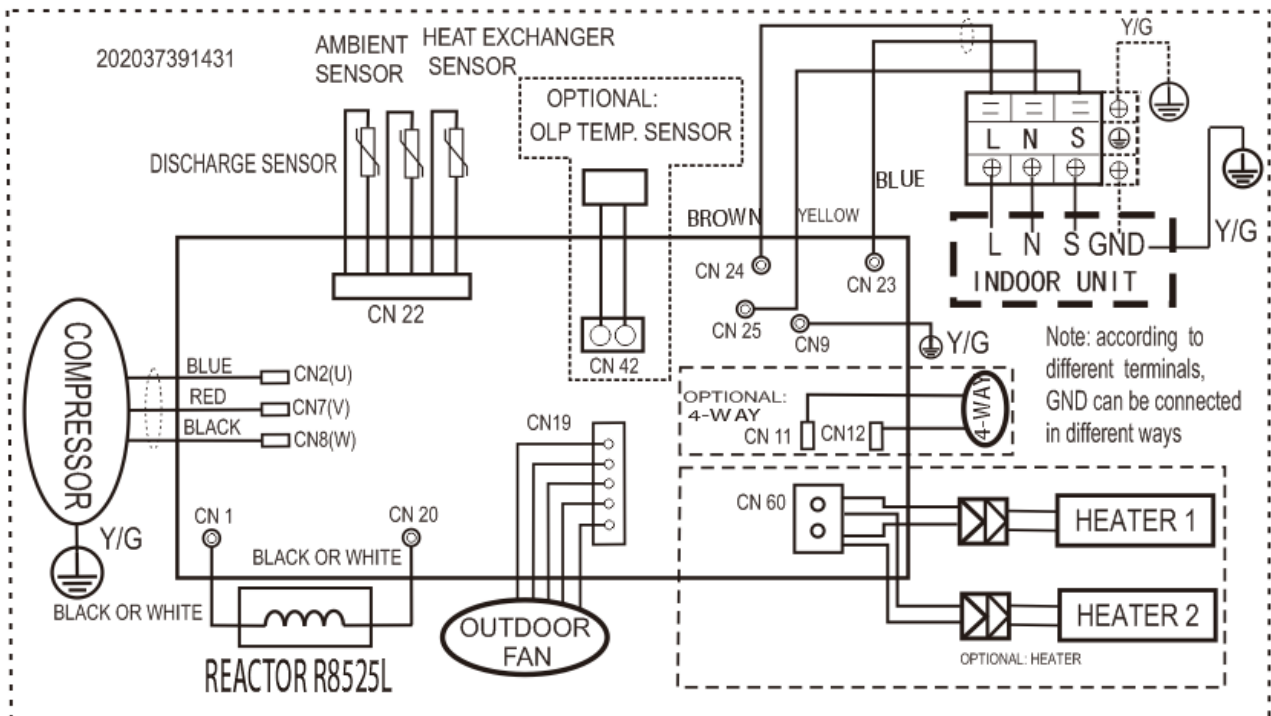 202037391431
AMBIENT
SENSOR
HEAT EXCHANGER
SENSOR
DISCHARGE SENSOR
OPTIONAL:
OLP TEMP. SENSOR
Y/G
L N S
BLUE
BROWN
YELLOW
Y/G
L N S GND
INDOOR UNIT
CN 24
CN 23
CN 22
CN 25
CN9
Y/G
CN 42
Note: according to
different terminals,
GND can be connected
in different ways
COMPRESSOR
BLUE
CN2(U)
RED
CN7(V)
BLACK
CN8(W)
OPTIONAL:
4-WAY
CN 11
CN12
4-WAY
CN19
CN 60
HEATER 1
CN 1
CN 20
Y/G
BLACK OR WHITE
BLACK OR WHITE
HEATER 2
OUTDOOR
FAN
OPTIONAL: HEATER
REACTOR R8525L